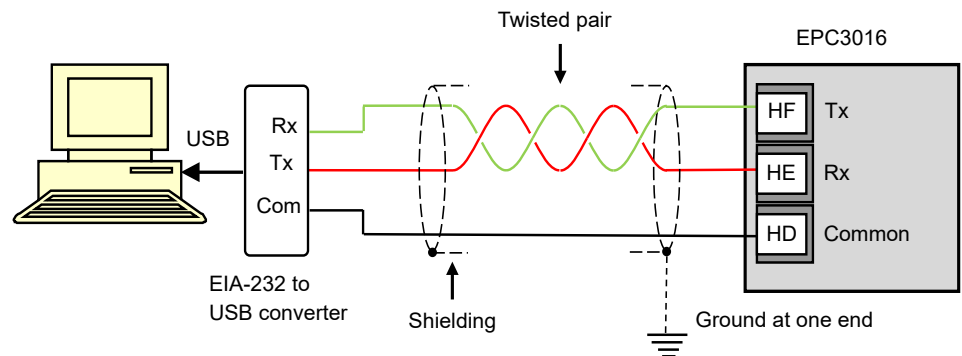 Twisted pair
EPC3016
USB
Rx
Tx
Com
HF Tx
HE Rx
HD Common
EIA-232 to
USB converter
Shielding
Ground at one end